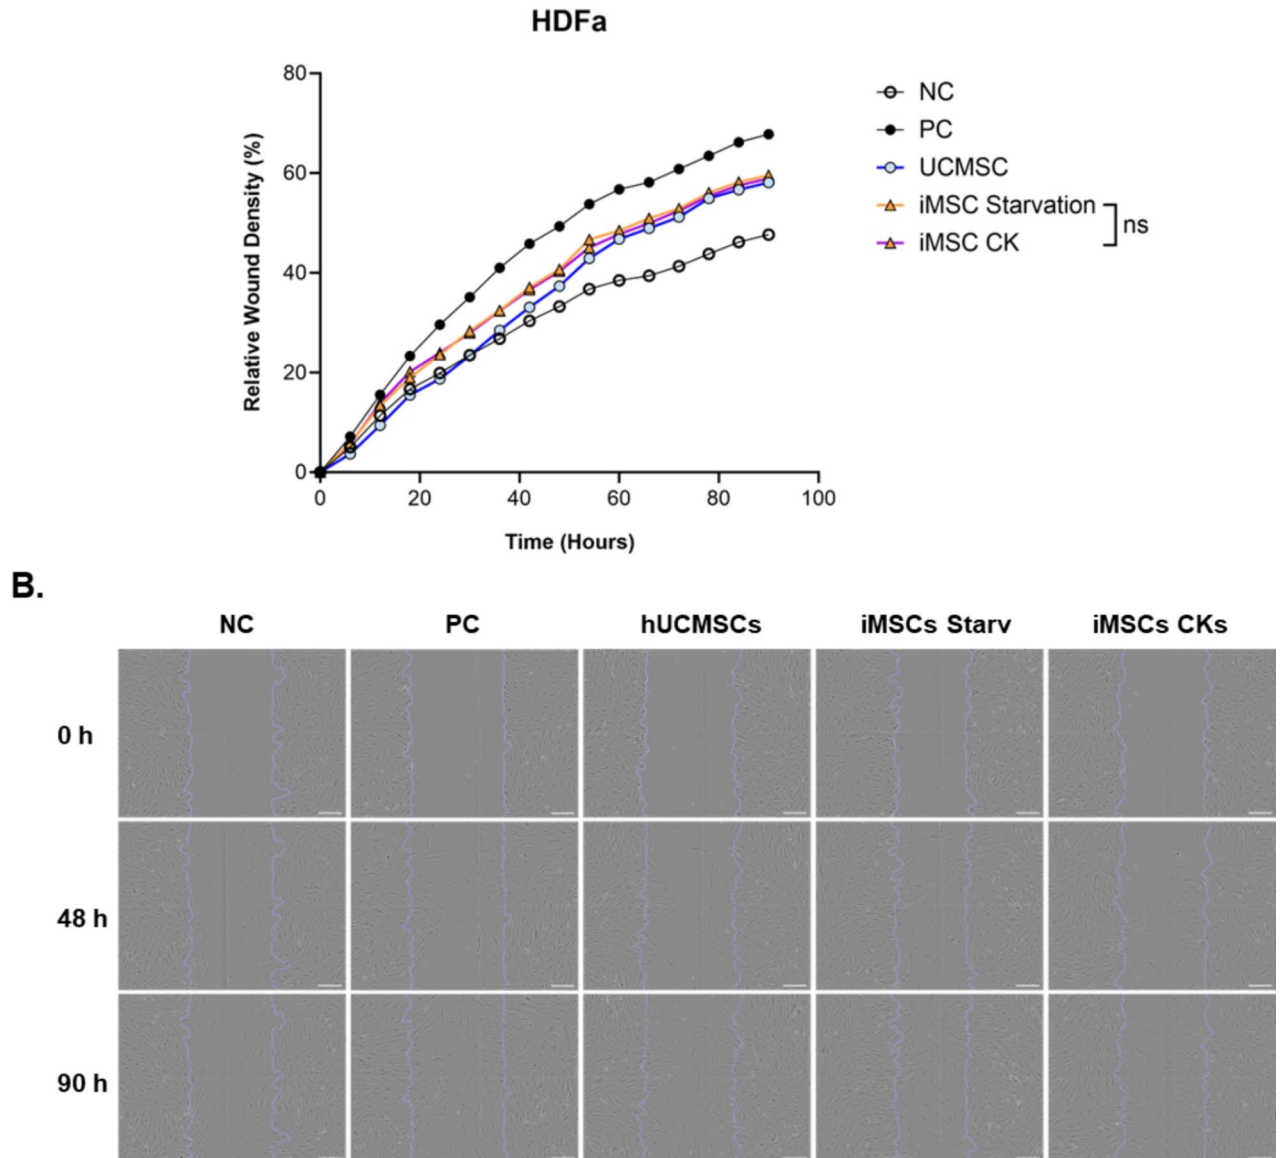 HDFa
80
60
40
20
0
Relative Wound Density (%)
0 20 40 60 80 100
Time (Hours)
NC
PC
UCMSC
iMSC Starvation
iMSC CK
ns
B.
NC PC hUCMSCs iMSCs Starv iMSCs CKs
0 h
48 h
90 h